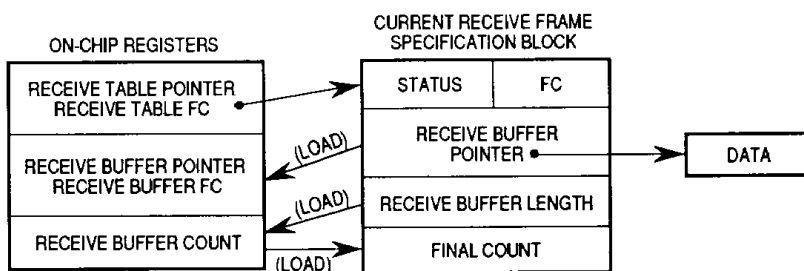 ON-CHIP REGISTERS
RECEIVE TABLE POINTER
RECEIVE TABLE FC
RECEIVE BUFFER POINTER
RECEIVE BUFFER FC
RECEIVE BUFFER COUNT
(LOAD)
(LOAD)
(LOAD)
CURRENT RECEIVE FRAME
SPECIFICATION BLOCK
STATUS
FC
RECEIVE BUFFER
POINTER
RECEIVE BUFFER LENGTH
FINAL COUNT
DATA